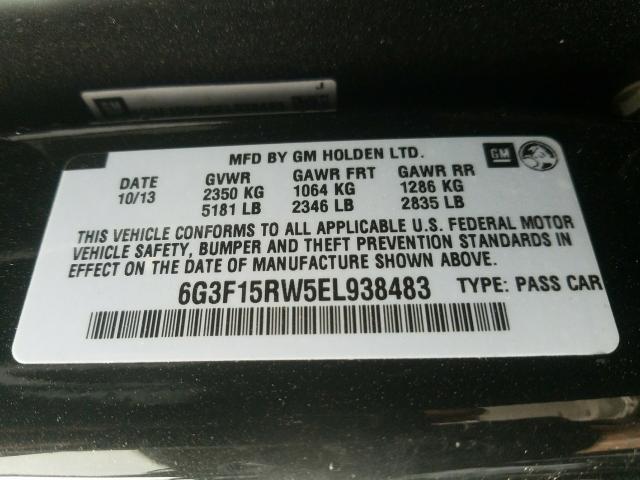 J
GM
MFD BY GM HOLDEN LTD.
GM
DATE GVWR GAWR FRT GAWR RR
10/13 2350 KG 1064 KG 1286 KG
5181 LB 2346 LB 2835 LB
THIS VEHICLE CONFORMS TO ALL APPLICABLE U.S. FEDERAL MOTOR
VEHICLE SAFETY, BUMPER AND THEFT PREVENTION STANDARDS IN
EFFECT ON THE DATE OF MANUFACTURE SHOWN ABOVE.
6G3F15RW5EL938483 TYPE: PASS CAR